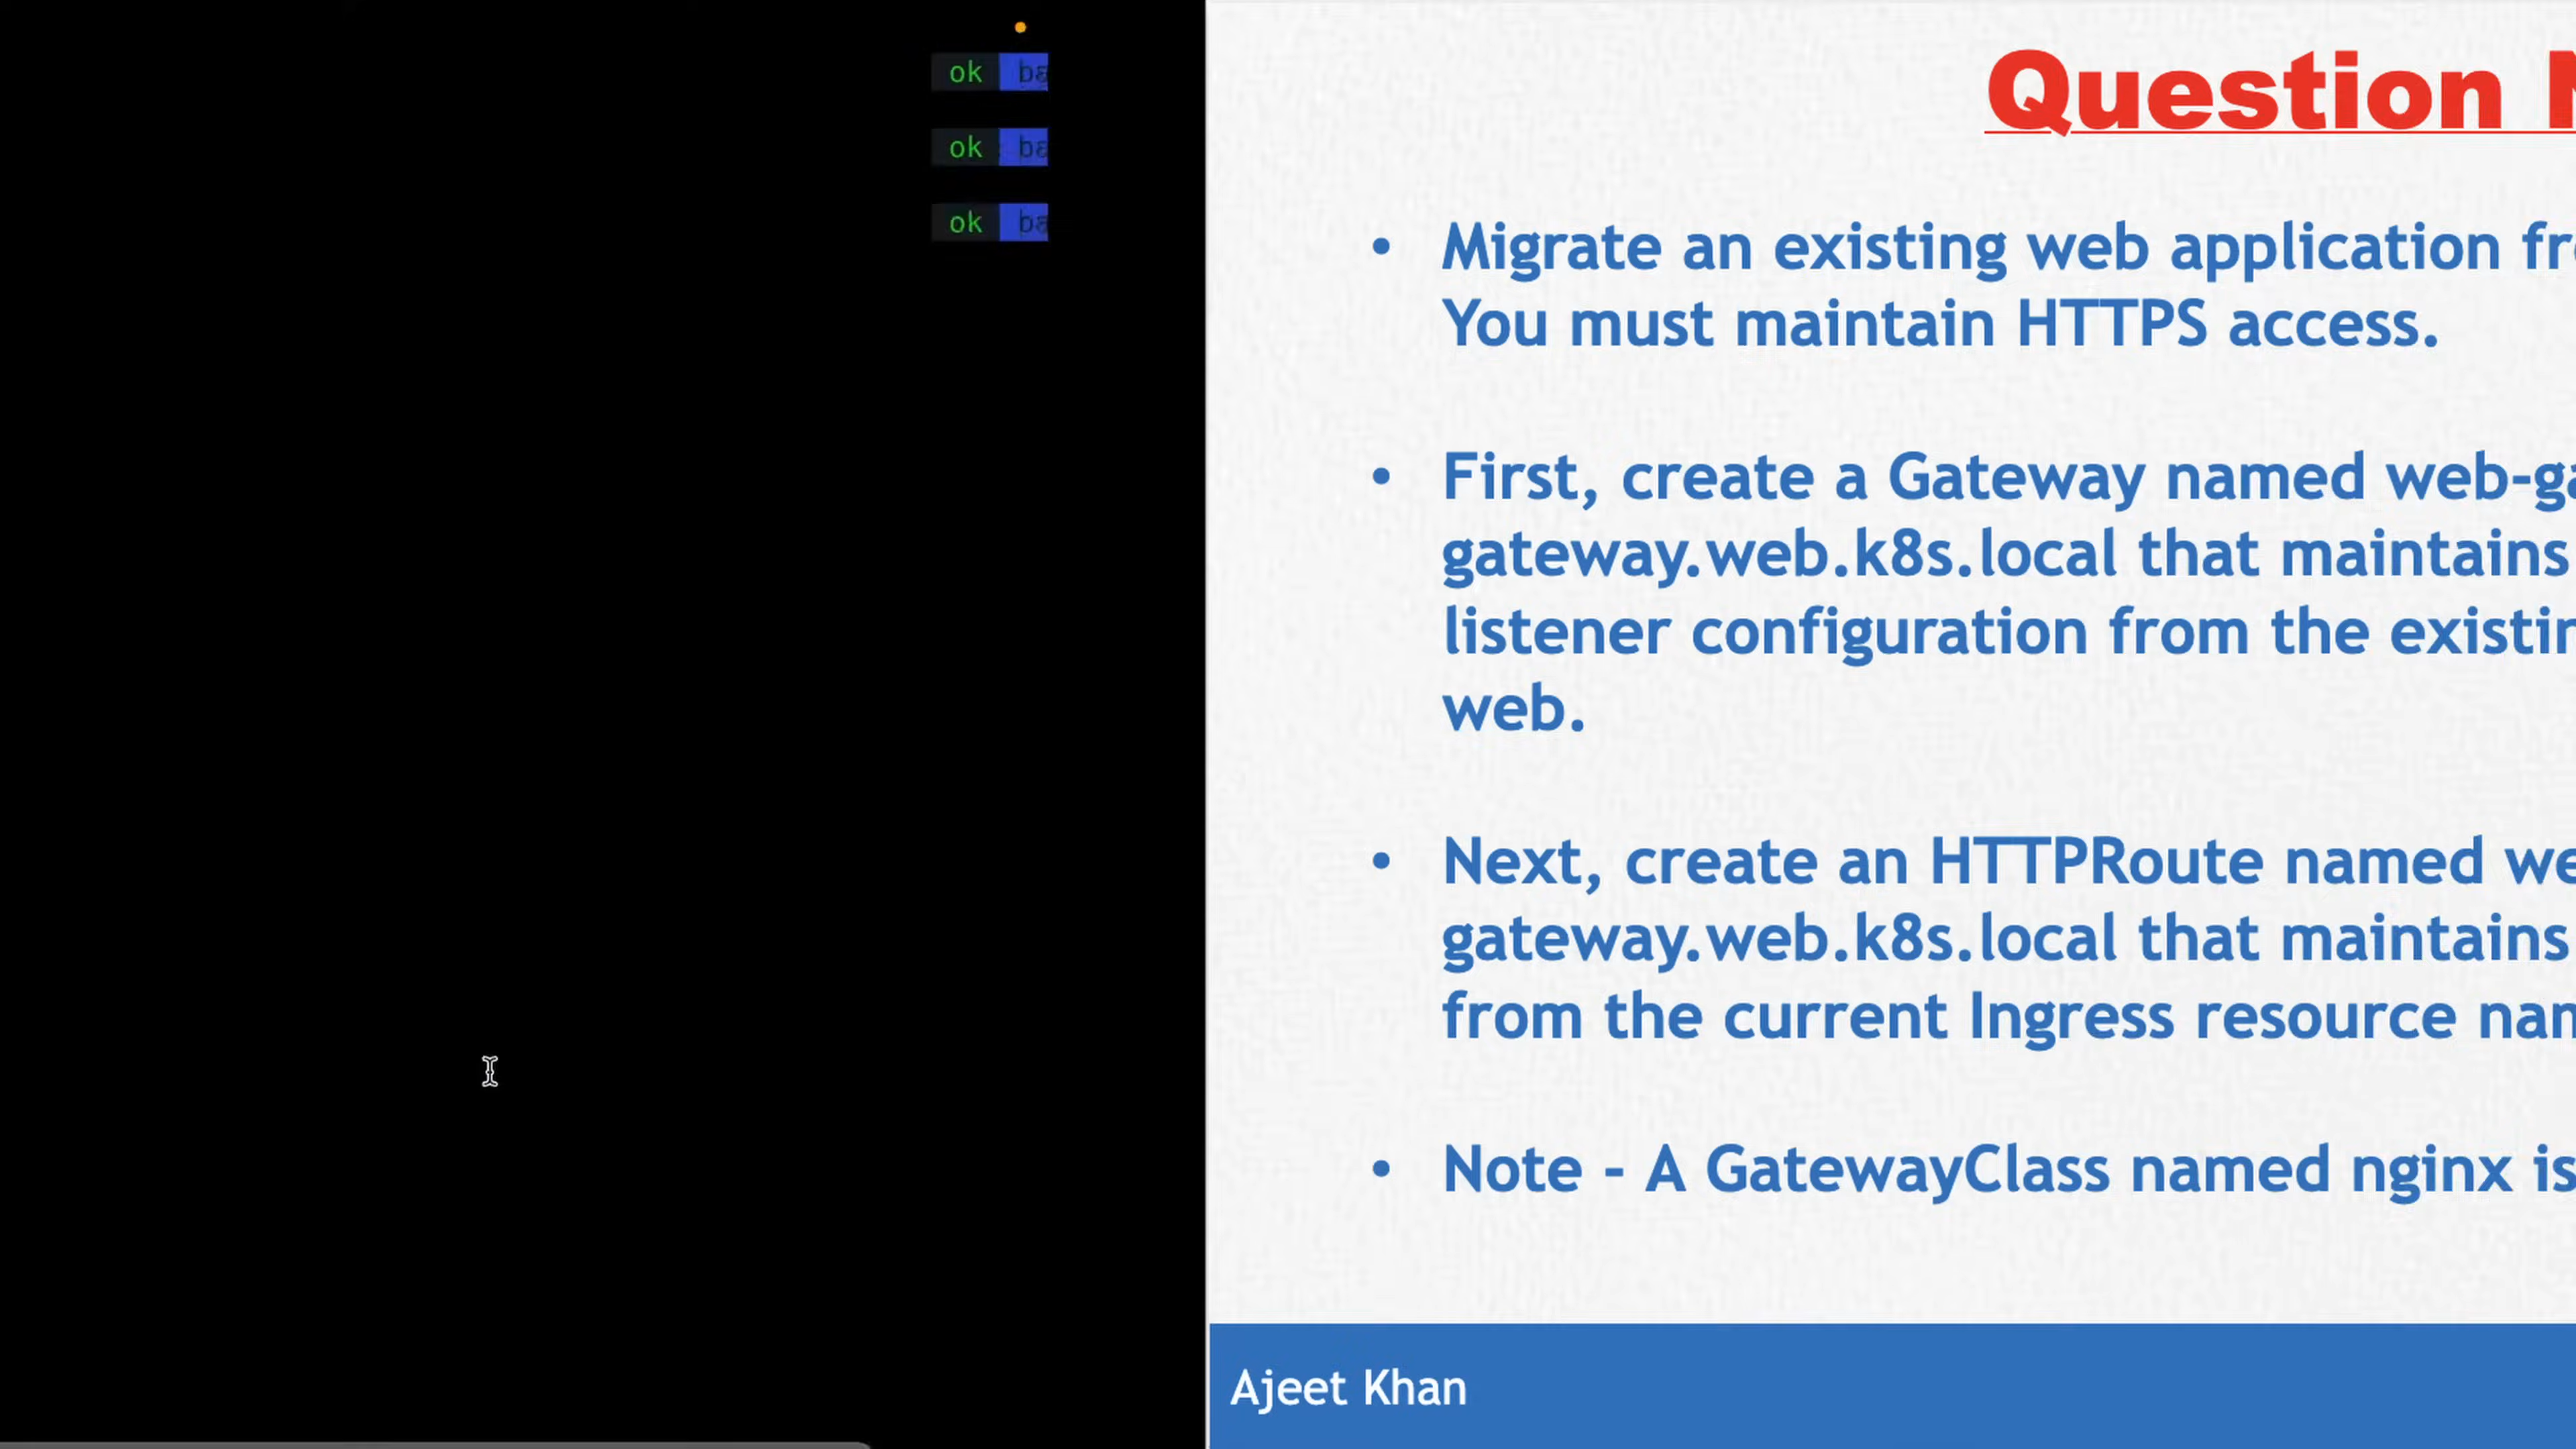 ok
ok
ok
Question
Migrate an existing web application
You must maintain HTTPS access.
First, create a Gateway named
gateway.web.k8s.local that maintains
listener configuration from the
web.
Next, create an HTTPRoute named
gateway.web.k8s.local that maintains
from the current Ingress resource
Note - A GatewayClass named nginx is
Ajeet Khan